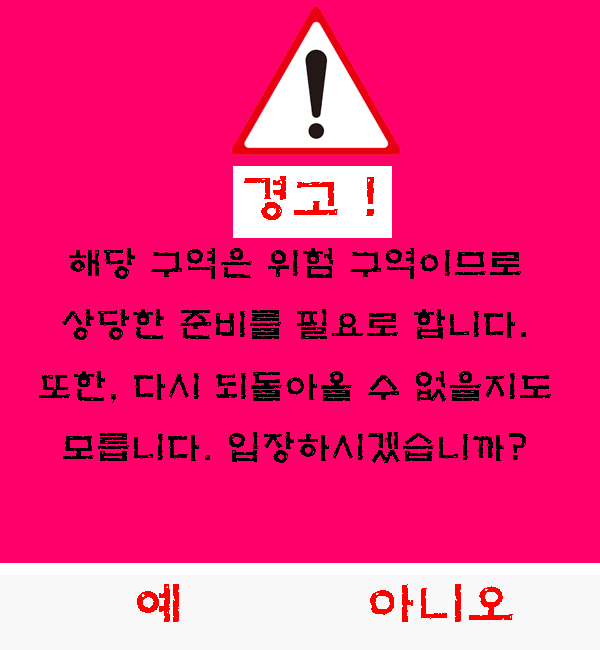 경고 !
해당 구역은 위험 구역이므로
상당한 준비를 필요로 합니다.
또한, 다시 되돌아올 수 없을지도
모릅니다. 입장하시겠습니까?
예 아니오